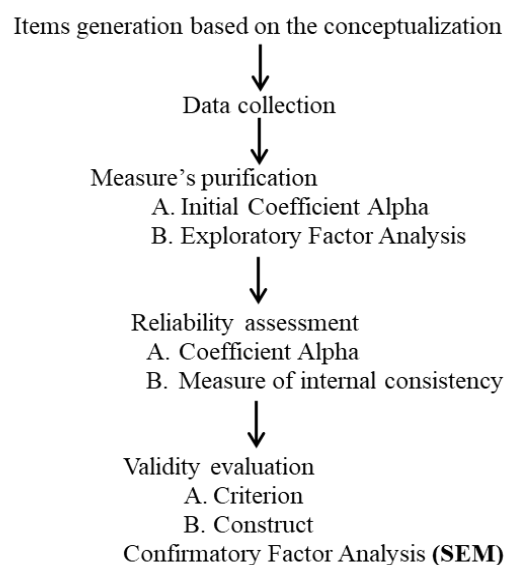 Items generation based on the conceptualization
Data collection
Measure's purification
A. Initial Coefficient Alpha
B. Exploratory Factor Analysis
Reliability assessment
A. Coefficient Alpha
B. Measure of internal consistency
Validity evaluation
A. Criterion
B. Construct
Confirmatory Factor Analysis (SEM)